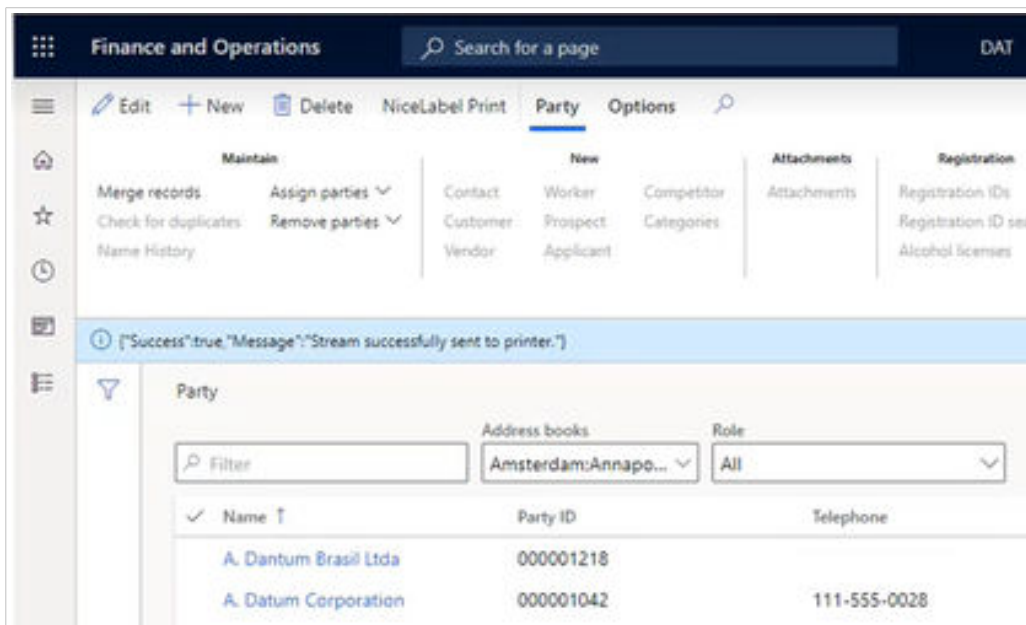 Finance and Operations Search for a page DAT
Edit New Delete NiceLabel Print Party Options
Maintain New Attachments Registration
Merge records Assign parties Contact Worker Competitor Attachments Registration IDs
Check for duplicates Remove parties Customer Prospect Categories Registration ID sea
Name History Vendor Applicant Alcohol licenses
{"Success":true,"Message":"Stream successfully sent to printer."}
Party
Address books Role
Filter Amsterdam;Annapo... All
Name Party ID Telephone
A. Dantum Brasil Ltda 000001218
A. Datum Corporation 000001042 111-555-0028